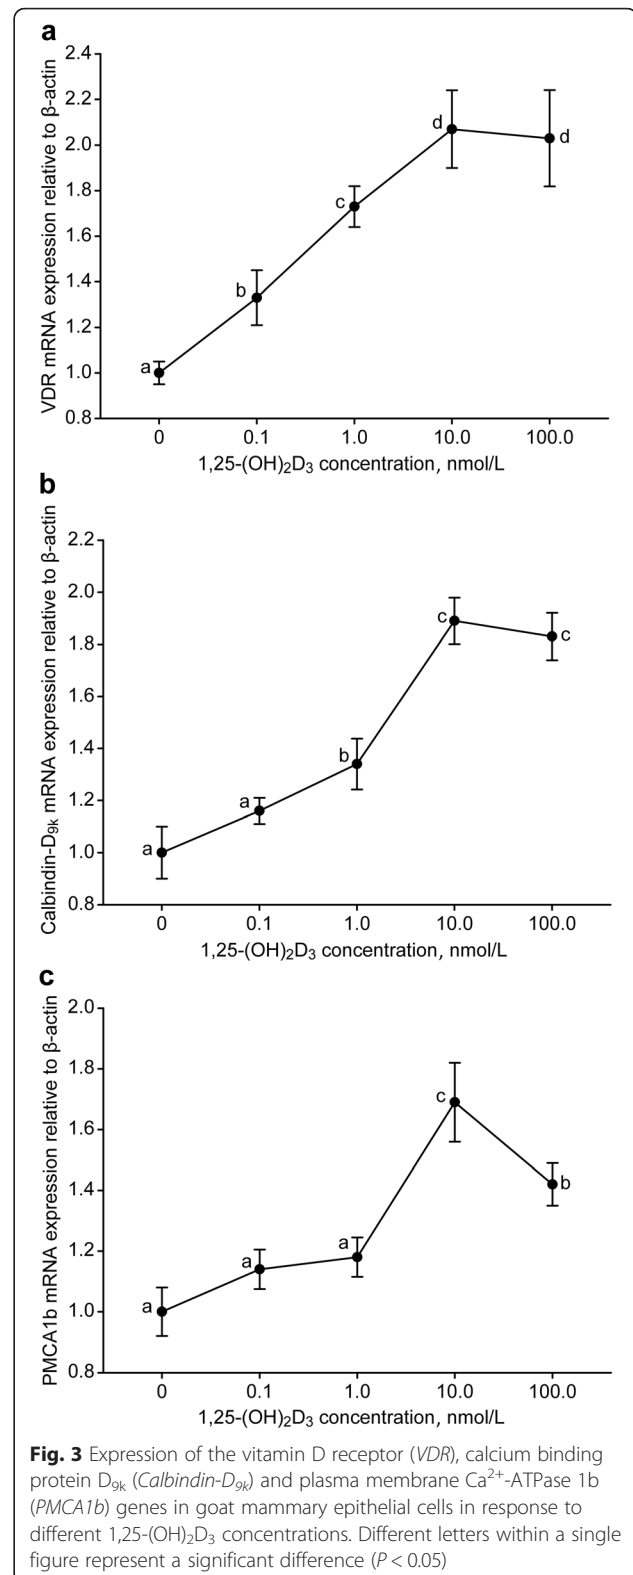 a
VDR mRNA expression relative to β-actin
2.4
2.2
2.0
1.8
1.6
1.4
1.2
1.0
0.8
a
b
c
d
d
0 0.1 1.0 10.0 100.0
1,25-(OH)₂D₃ concentration, nmol/L
b
Calbindin-D₉ₖ mRNA expression relative to β-actin
2.2
2.0
1.8
1.6
1.4
1.2
1.0
0.8
a
a
b
c
c
0 0.1 1.0 10.0 100.0
1,25-(OH)₂D₃ concentration, nmol/L
c
PMCA1b mRNA expression relative to β-actin
2.0
1.8
1.6
1.4
1.2
1.0
0.8
a
a
a
c
b
0 0.1 1.0 10.0 100.0
1,25-(OH)₂D₃ concentration, nmol/L
Fig. 3 Expression of the vitamin D receptor (VDR), calcium binding
protein D₉ₖ (Calbindin-D₉ₖ) and plasma membrane Ca²⁺-ATPase 1b
(PMCA1b) genes in goat mammary epithelial cells in response to
different 1,25-(OH)₂D₃ concentrations. Different letters within a single
figure represent a significant difference (P < 0.05)